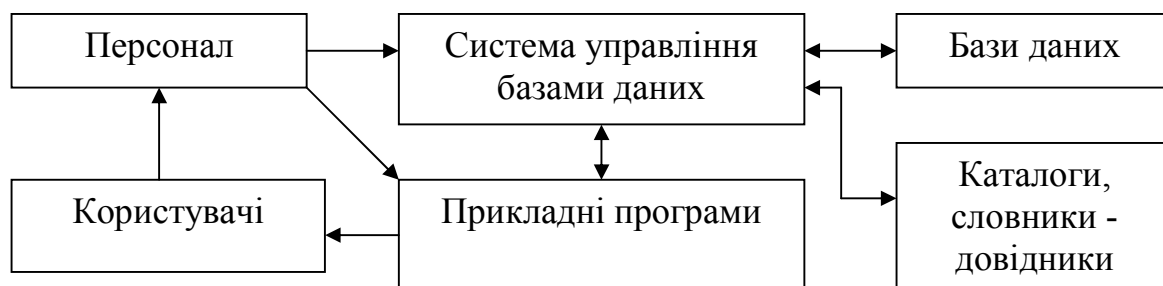 Персонал
Система управління
базами даних
Бази даних
Користувачі
Прикладні програми
Каталоги,
словники -
довідники